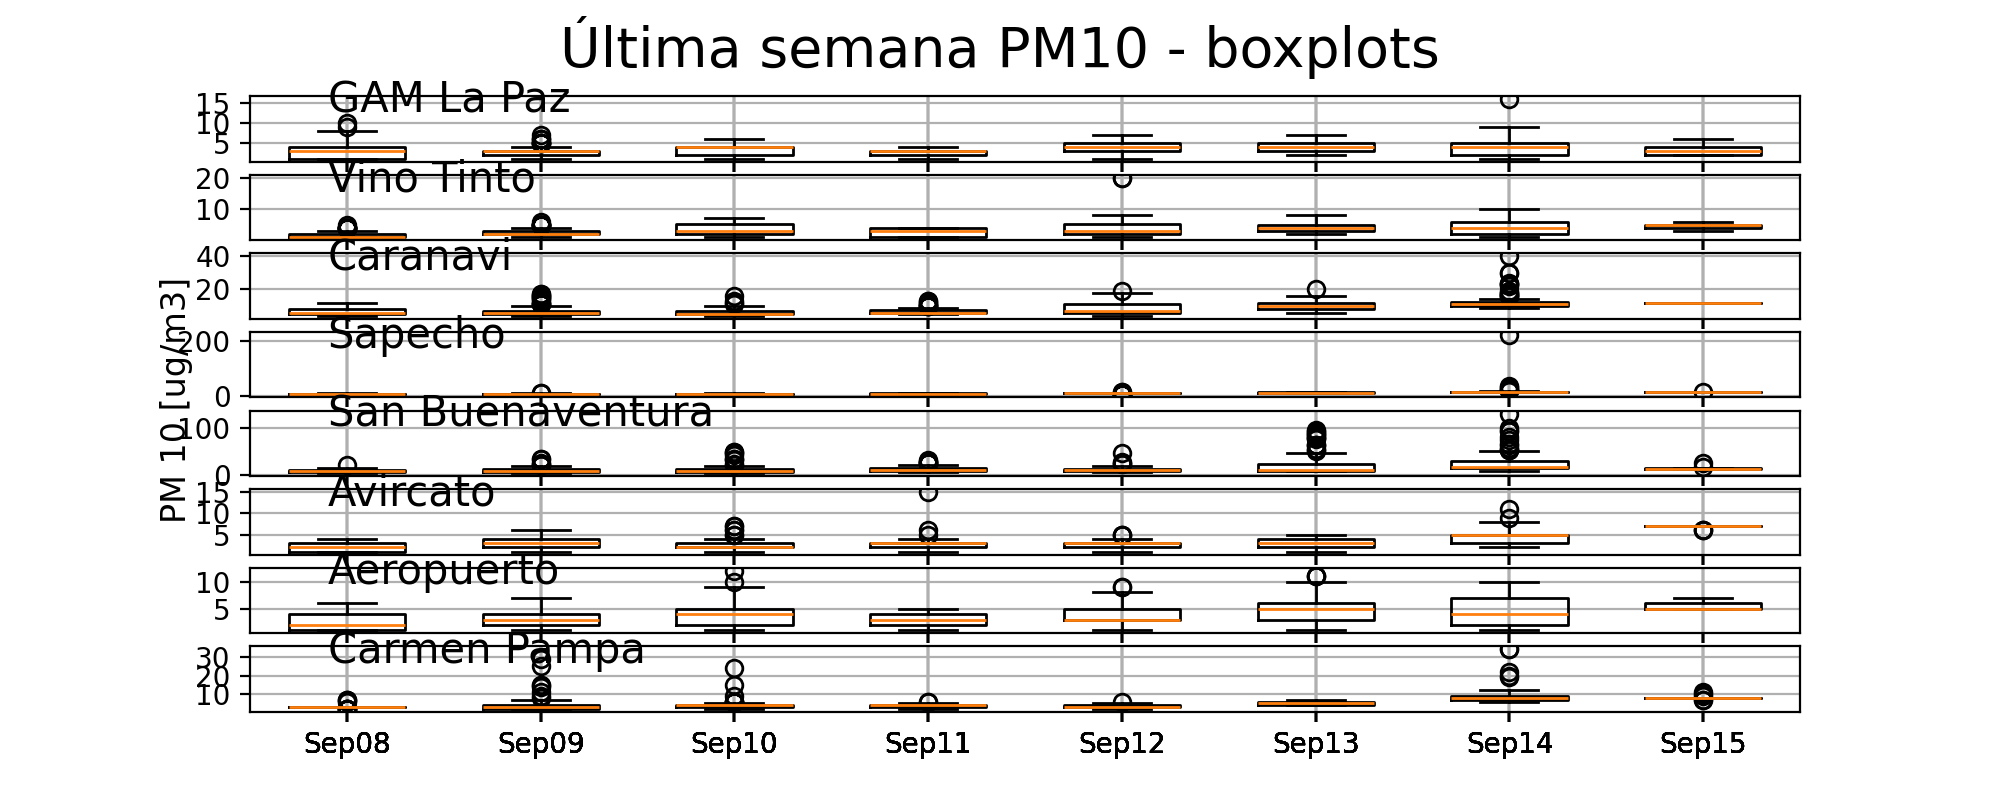 Última semana PM10 - boxplots
GAM La Paz
15
10
5
Vino Tinto
20
10
Caranavi
40
20
Sapecho
200
0
San Buenaventura
100
0
Avircato
15
10
5
Aeropuerto
10
5
Carmen Pampa
30
20
10
PM 10 [ug/m3]
Sep08 Sep09 Sep10 Sep11 Sep12 Sep13 Sep14 Sep15